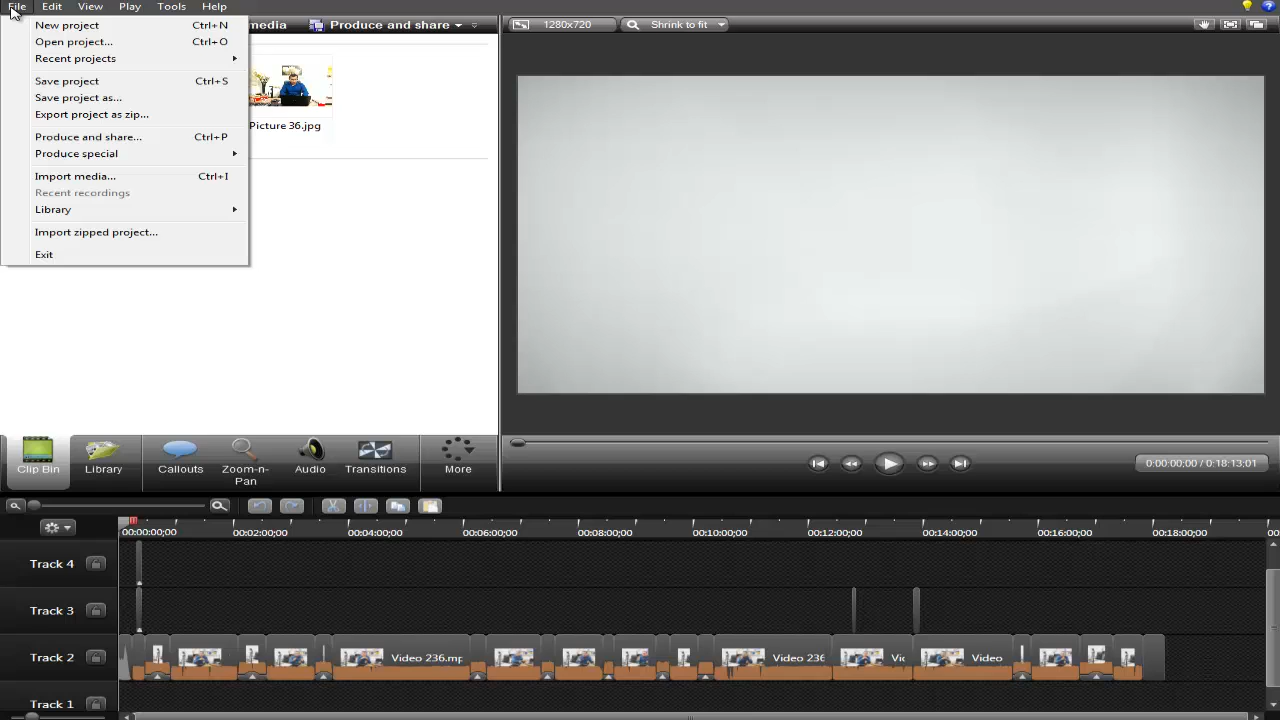 File Edit View Play Tools Help
New project Ctrl+N
Open project... Ctrl+O
Recent projects
Save project Ctrl+S
Save project as...
Export project as zip...
Produce and share... Ctrl+P
Produce special
Import media... Ctrl+I
Recent recordings
Library
Import zipped project...
Exit
media Produce and share
Picture 36.jpg
1280x720 Shrink to fit
Clip Bin
Library
Callouts
Zoom-n-
Pan
Audio
Transitions
More
0:00:00;00 / 0:18:13;01
00:00:00;00 00:02:00;00 00:04:00;00 00:06:00;00 00:08:00;00 00:10:00;00 00:12:00;00 00:14:00;00 00:16:00;00 00:18:00;00 00
Track 4
Track 3
Track 2 Video 236.mp Video 236 Vic Video
Track 1